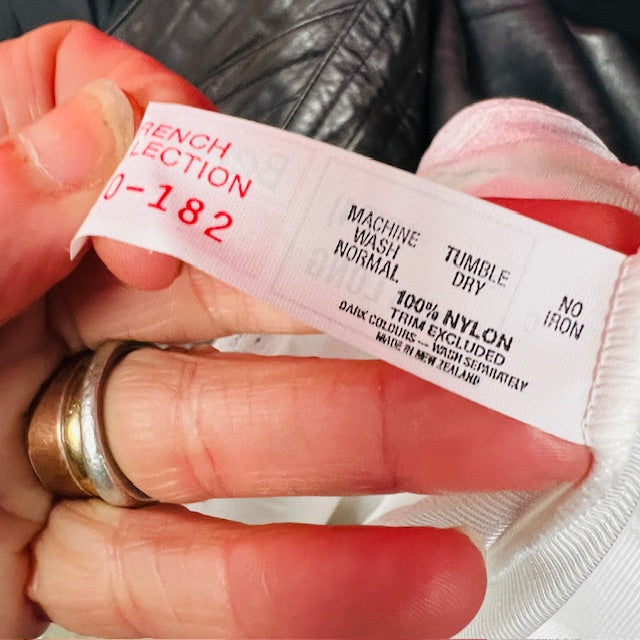 RENCH
LECTION
0-182
MACHINE
WASH
NORMAL
TUMBLE
DRY
NO
IRON
100% NYLON
TRIM EXCLUDED
DARK COLOURS — WASH SEPARATELY
MADE IN NEW ZEALAND